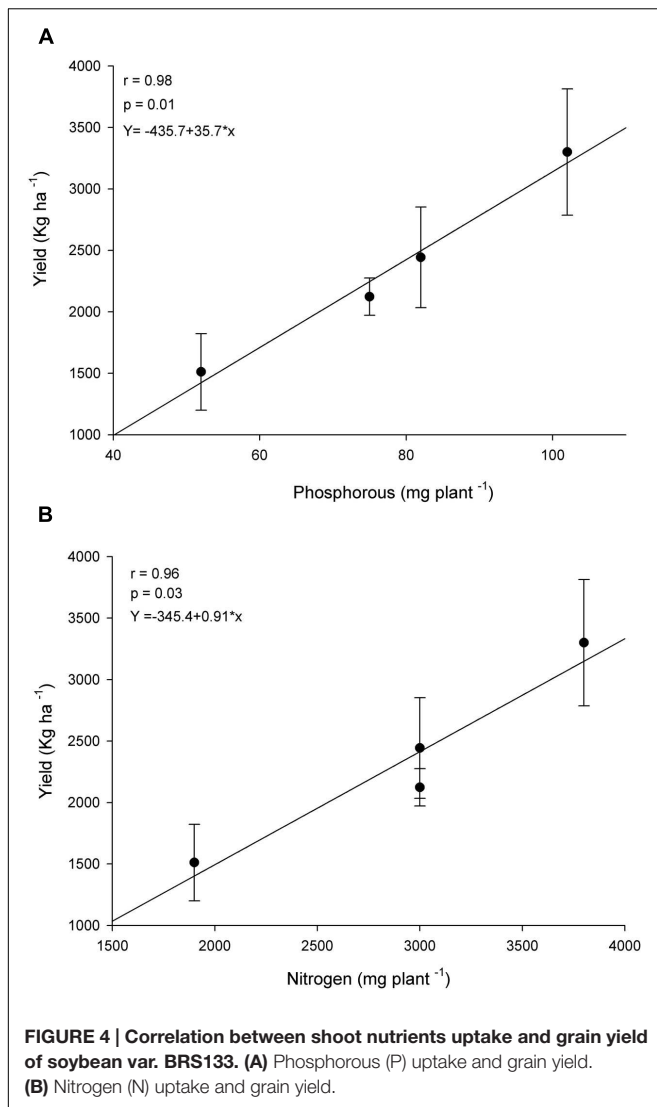 A
r = 0.98
p = 0.01
Y= -435.7+35.7*x
4000
3500
3000
2500
2000
1500
1000
Yield (Kg ha -1)
40 60 80 100
Phosphorous (mg plant -1)
B
r = 0.96
p = 0.03
Y =-345.4+0.91*x
4000
3500
3000
2500
2000
1500
1000
Yield (Kg ha -1)
1500 2000 2500 3000 3500 4000
Nitrogen (mg plant -1)
FIGURE 4 | Correlation between shoot nutrients uptake and grain yield
of soybean var. BRS133. (A) Phosphorous (P) uptake and grain yield.
(B) Nitrogen (N) uptake and grain yield.